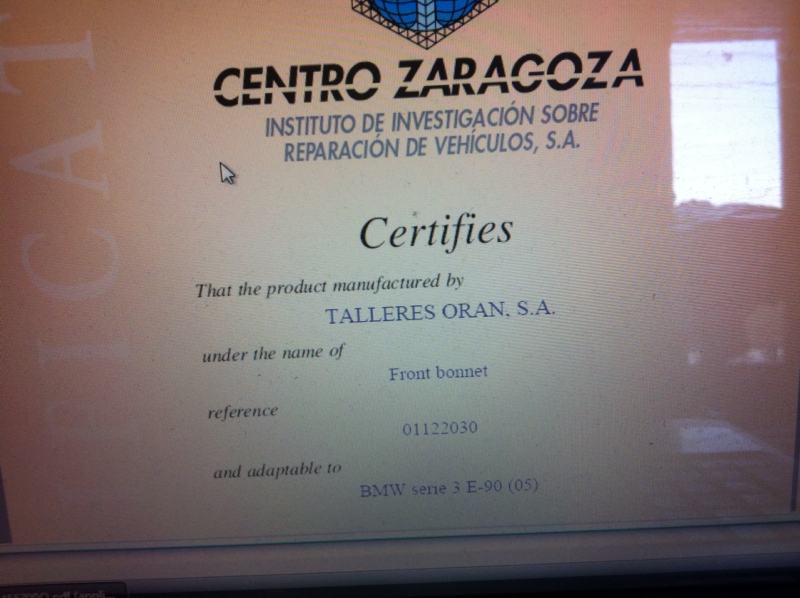 CENTRO ZARAGOZA
INSTITUTO DE INVESTIGACIÓN SOBRE
REPARACIÓN DE VEHÍCULOS, S.A.
Certifies
That the product manufactured by
TALLERES ORAN, S.A.
under the name of
Front bonnet
reference
01122030
and adaptable to
BMW serie 3 E-90 (05)